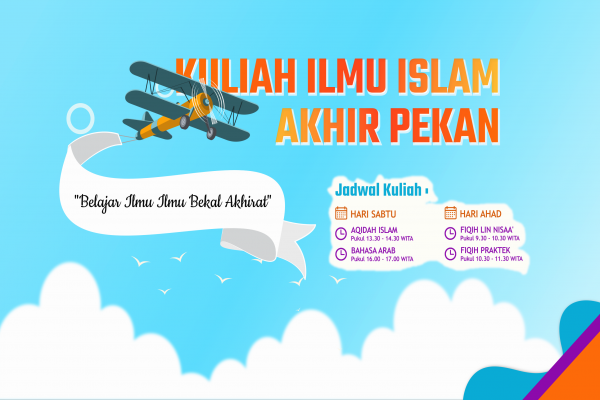 KULIAH ILMU ISLAM
AKHIR PEKAN
"Belajar Ilmu Ilmu Bekal Akhirat"
Jadwal Kuliah :
HARI SABTU
AQIDAH ISLAM
Pukul 13.30 - 14.30 WITA
BAHASA ARAB
Pukul 16.00 - 17.00 WITA
HARI AHAD
FIQIH LIN NISAA'
Pukul 9.30 - 10.30 WITA
FIQIH PRAKTEK
Pukul 10.30 - 11.30 WITA